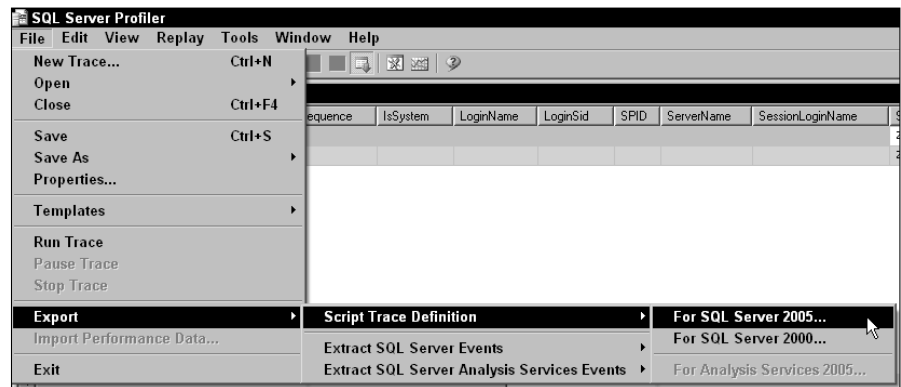 SQL Server Profiler
File Edit View Replay Tools Window Help
New Trace... Ctrl+N
Open
Close Ctrl+F4
equence IsSystem LoginName LoginSid SPID ServerName SessionLoginName
Save Ctrl+S
Save As
Properties...
Templates
Run Trace
Pause Trace
Stop Trace
Export Script Trace Definition For SQL Server 2005...
Import Performance Data... For SQL Server 2000...
Extract SQL Server Events
Exit Extract SQL Server Analysis Services Events For Analysis Services 2005...